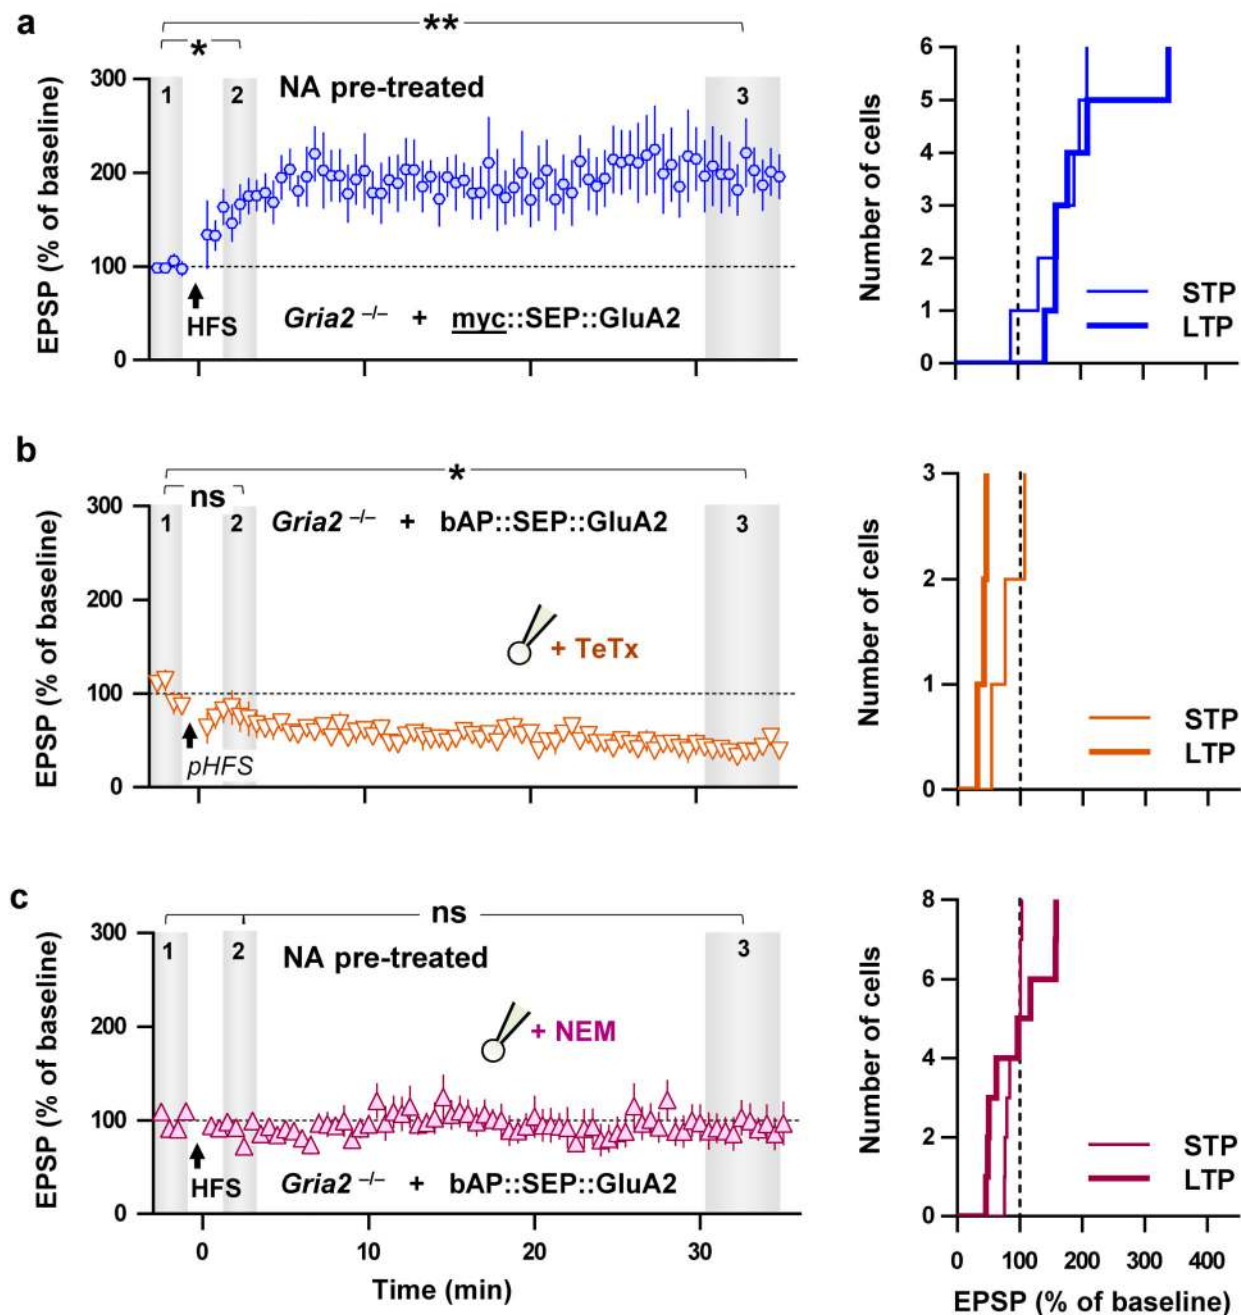 a
*
**
300
200
100
0
EPSP (% of baseline)
1
2
3
NA pre-treated
HFS
Gria2 –/– + myc::SEP::GluA2
6
5
4
3
2
1
0
Number of cells
STP
LTP
b
ns
*
300
200
100
0
EPSP (% of baseline)
1
2
3
Gria2 –/– + bAP::SEP::GluA2
+ TeTx
pHFS
3
2
1
0
Number of cells
STP
LTP
c
ns
300
200
100
0
EPSP (% of baseline)
1
2
3
NA pre-treated
+ NEM
HFS
Gria2 –/– + bAP::SEP::GluA2
0 10 20 30
Time (min)
8
6
4
2
0
Number of cells
STP
LTP
0 100 200 300 400
EPSP (% of baseline)